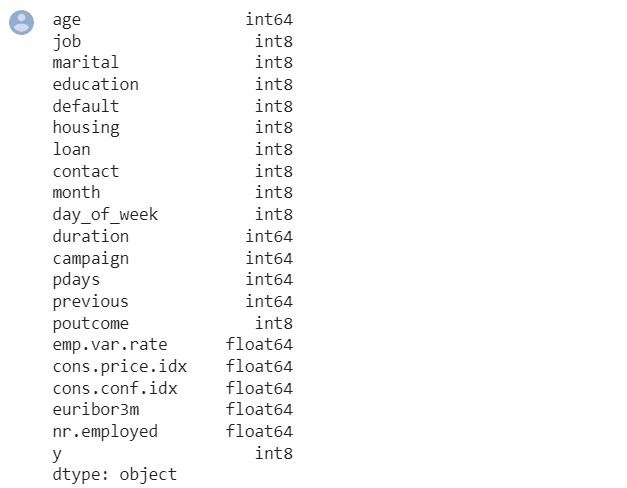 age int64
job int8
marital int8
education int8
default int8
housing int8
loan int8
contact int8
month int8
day_of_week int8
duration int64
campaign int64
pdays int64
previous int64
poutcome int8
emp.var.rate float64
cons.price.idx float64
cons.conf.idx float64
euribor3m float64
nr.employed float64
y int8
dtype: object